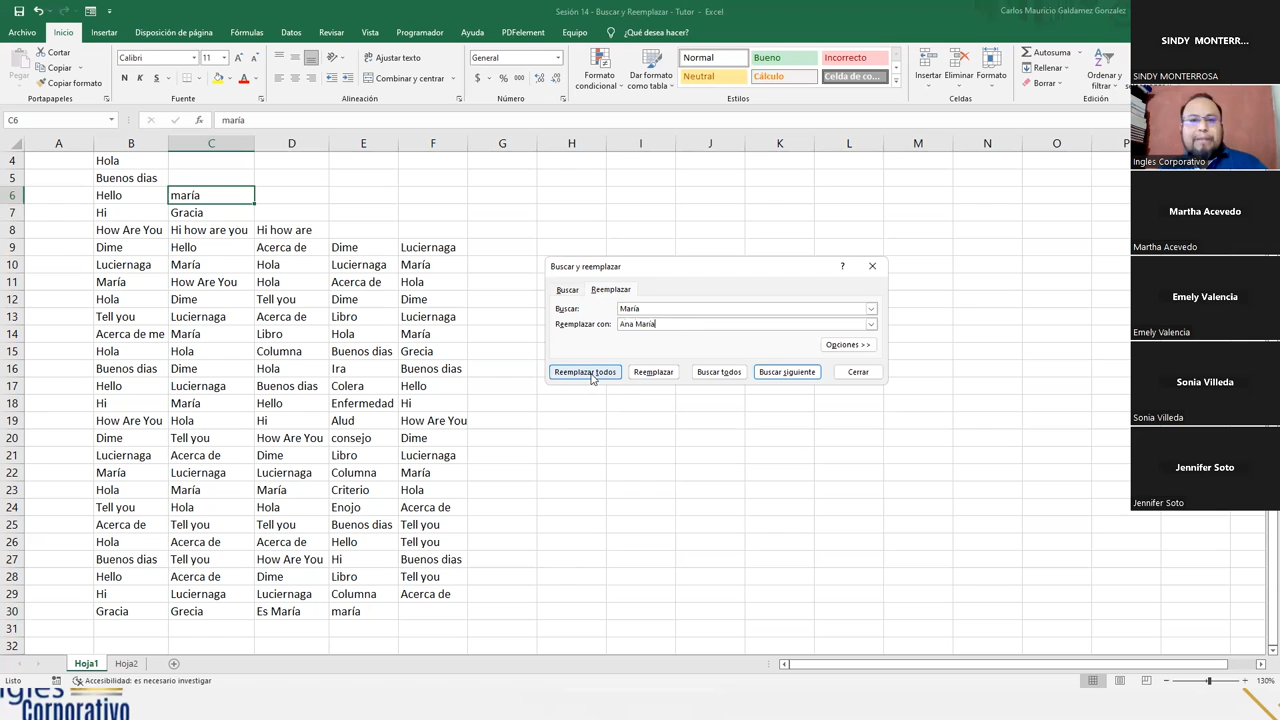 Sesión 14 - Buscar y Reemplazar - Tutor - Excel
Carlos Mauricio Galdamez Gonzalez
Archivo Inicio Insertar Disposición de página Fórmulas Datos Revisar Vista Programador Ayuda PDFelement Equipo ¿Qué desea hacer?
Pegar
Cortar
Copiar
Copiar formato
Portapapeles
Calibri 11
N K S
Fuente
Ajustar texto
Combinar y centrar
Alineación
General
$ % 000
Número
Formato condicional
Dar formato como tabla
Normal Bueno Incorrecto
Neutral Cálculo Celda de co...
Estilos
Insertar Eliminar Formato
Celdas
Autosuma
Rellenar
Borrar
Ordenar y filtrar
Edición
C6 fx maría
A B C D E F G H I J K L M N O P
4 Hola
5 Buenos dias
6 Hello maría
7 Hi Gracia
8 How Are You Hi how are you Hi how are
9 Dime Hello Acerca de Dime Luciernaga
10 Luciernaga María Hola Luciernaga María
11 María How Are You Hola Acerca de Hola
12 Hola Dime Tell you Dime Dime
13 Tell you Luciernaga Acerca de Libro Luciernaga
14 Acerca de me María Libro Hola María
15 Hola Hola Columna Buenos dias Grecia
16 Buenos dias Dime Hola Ira Buenos dias
17 Hello Luciernaga Buenos dias Colera Hello
18 Hi María Hello Enfermedad Hi
19 How Are You Hola Hi Alud How Are You
20 Dime Tell you How Are You consejo Dime
21 Luciernaga Acerca de Dime Libro Luciernaga
22 María Luciernaga Luciernaga Columna María
23 Hola María María Criterio Hola
24 Tell you Hola Hola Enojo Acerca de
25 Acerca de Tell you Tell you Buenos dias Tell you
26 Hola Acerca de Acerca de Hello Tell you
27 Buenos dias Tell you How Are You Hi Buenos dias
28 Hello Acerca de Dime Libro Tell you
29 Hi Luciernaga Luciernaga Columna Acerca de
30 Gracia Grecia Es María maría
31
32
Buscar y reemplazar ?
Buscar Reemplazar
Buscar: María
Reemplazar con: Ana María
Opciones >>
Reemplazar todos Reemplazar Buscar todos Buscar siguiente Cerrar
Hoja1 Hoja2
Listo Accesibilidad: es necesario investigar 130%
Ingles
Corporativo
SINDY MONTERR...
SINDY MONTERROSA
Ingles Corporativo
Martha Acevedo
Martha Acevedo
Emely Valencia
Emely Valencia
Sonia Villeda
Sonia Villeda
Jennifer Soto
Jennifer Soto